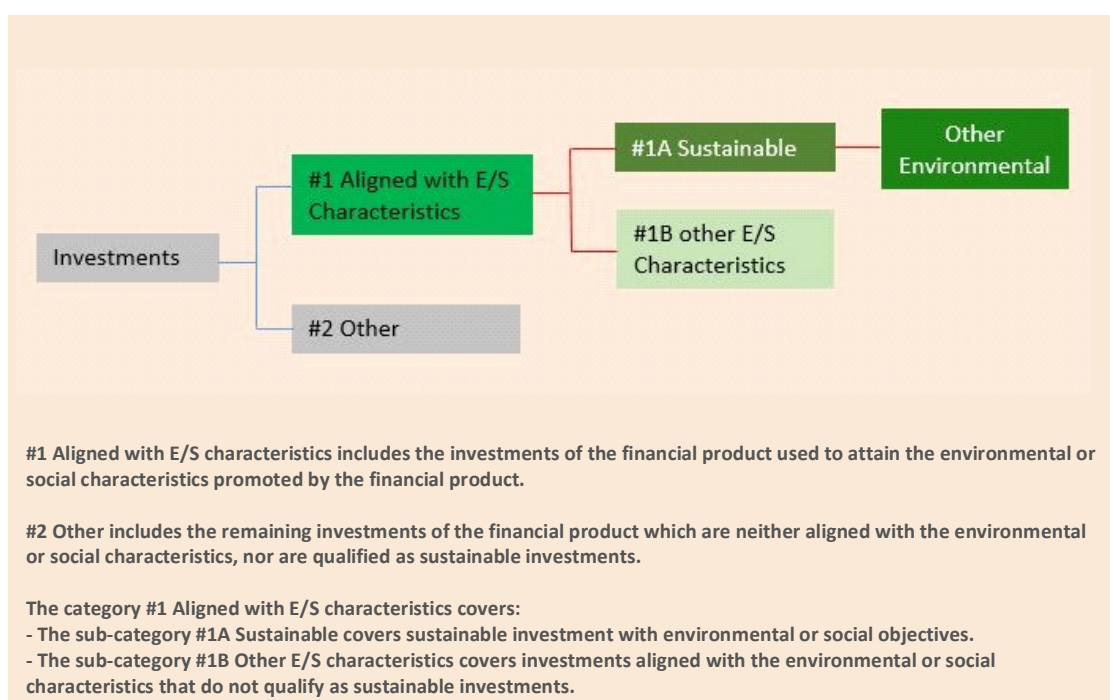 Investments
#1 Aligned with E/S
Characteristics
#2 Other
#1A Sustainable
#1B other E/S
Characteristics
Other
Environmental
#1 Aligned with E/S characteristics includes the investments of the financial product used to attain the environmental or
social characteristics promoted by the financial product.
#2 Other includes the remaining investments of the financial product which are neither aligned with the environmental
or social characteristics, nor are qualified as sustainable investments.
The category #1 Aligned with E/S characteristics covers:
- The sub-category #1A Sustainable covers sustainable investment with environmental or social objectives.
- The sub-category #1B Other E/S characteristics covers investments aligned with the environmental or social
characteristics that do not qualify as sustainable investments.